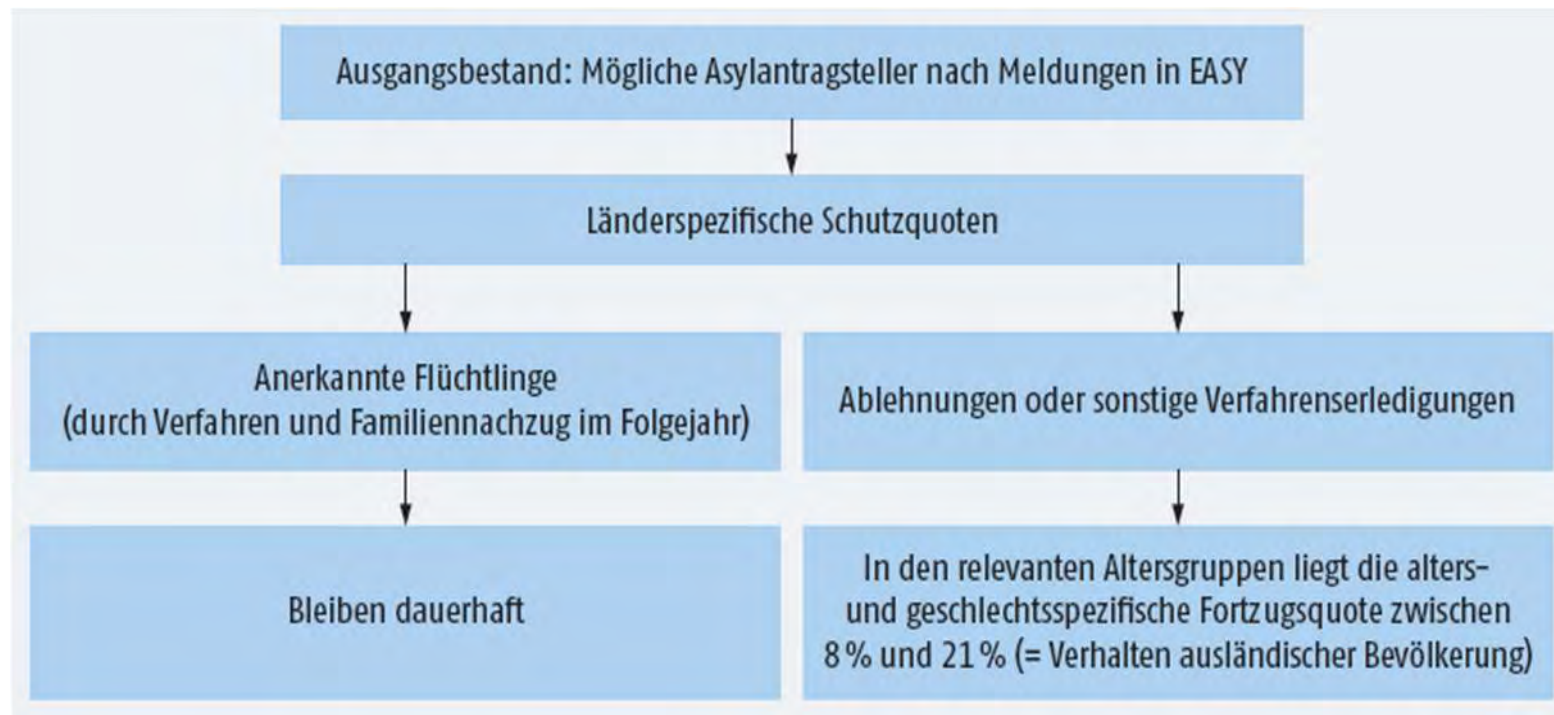 Ausgangsbestand: Mögliche Asylantragsteller nach Meldungen in EASY
Länderspezifische Schutzquoten
Anerkannte Flüchtlinge
(durch Verfahren und Familiennachzug im Folgejahr)
Ablehnungen oder sonstige Verfahrenserledigungen
Bleiben dauerhaft
In den relevanten Altersgruppen liegt die alters-
und geschlechtsspezifische Fortzugsquote zwischen
8 % und 21 % (= Verhalten ausländischer Bevölkerung)